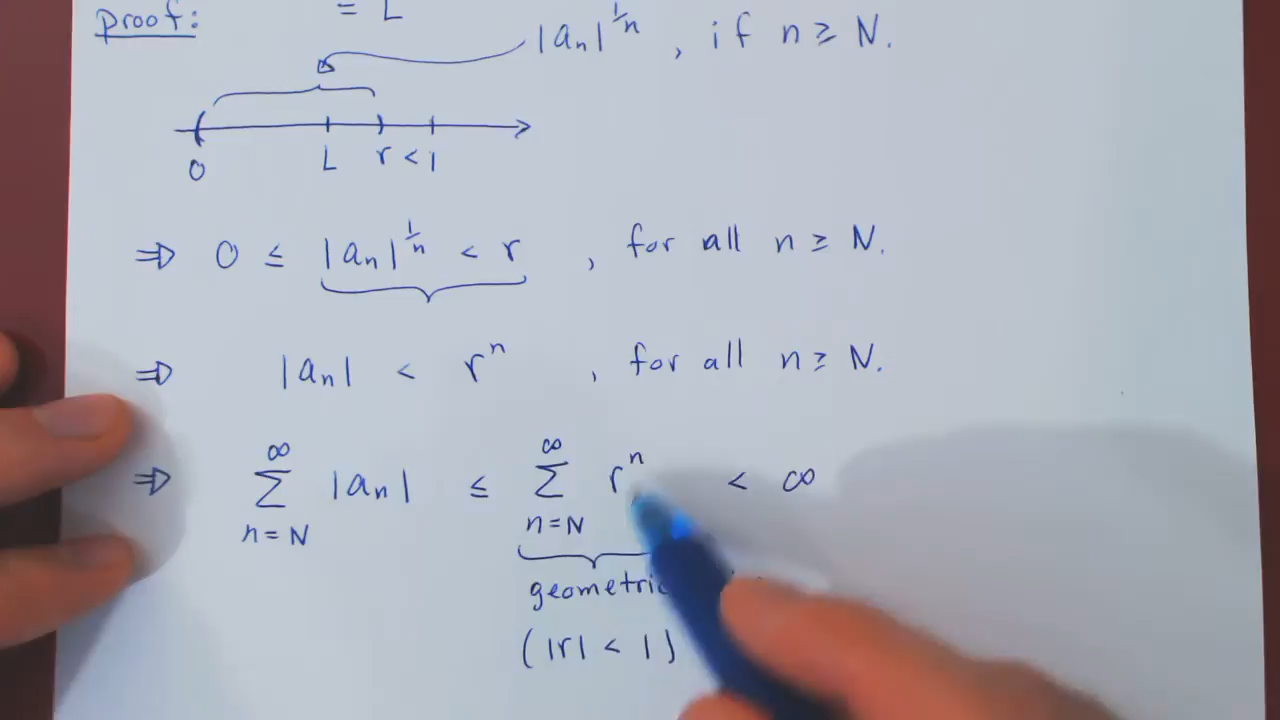 proof: = L
|aₙ|^{1/n} , if n ≥ N.
0 L r < 1
⇒ 0 ≤ |aₙ|^{1/n} < r , for all n ≥ N.
⇒ |aₙ| < rⁿ , for all n ≥ N.
⇒ ∑_{n=N}^{∞} |aₙ| ≤ ∑_{n=N}^{∞} rⁿ < ∞
geometric
(|r| < 1)